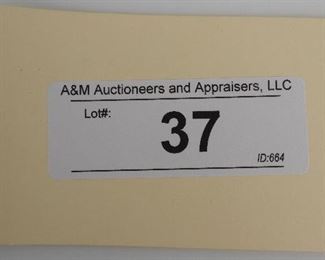 A&M Auctioneers and Appraisers, LLC
Lot#:
37
ID:664